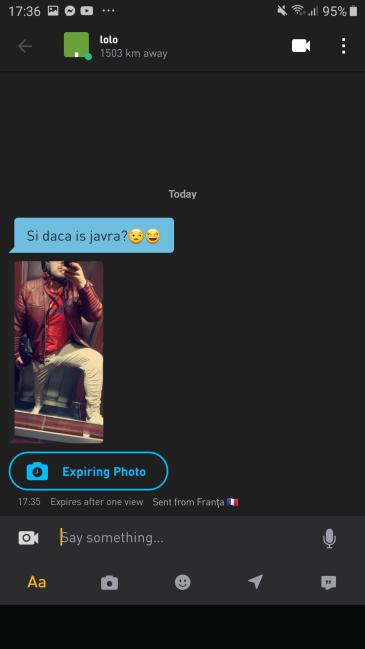 17:36
95%
lolo
1503 km away
Today
Si daca is javra?😒😅
Expiring Photo
17:35 Expires after one view Sent from Franța 🇫🇷
Say something...
Aa